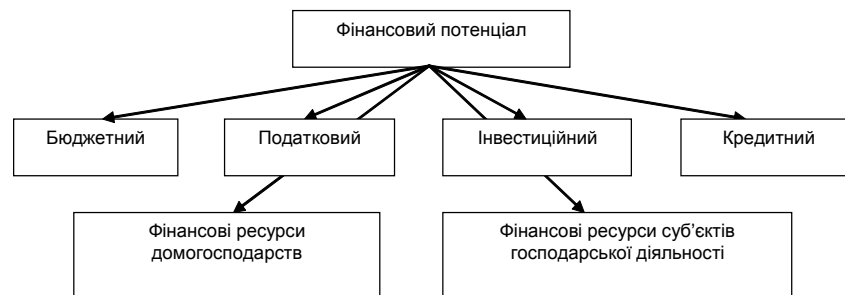 Фінансовий потенціал
Бюджетний
Податковий
Інвестиційний
Кредитний
Фінансові ресурси
домогосподарств
Фінансові ресурси суб’єктів
господарської діяльності